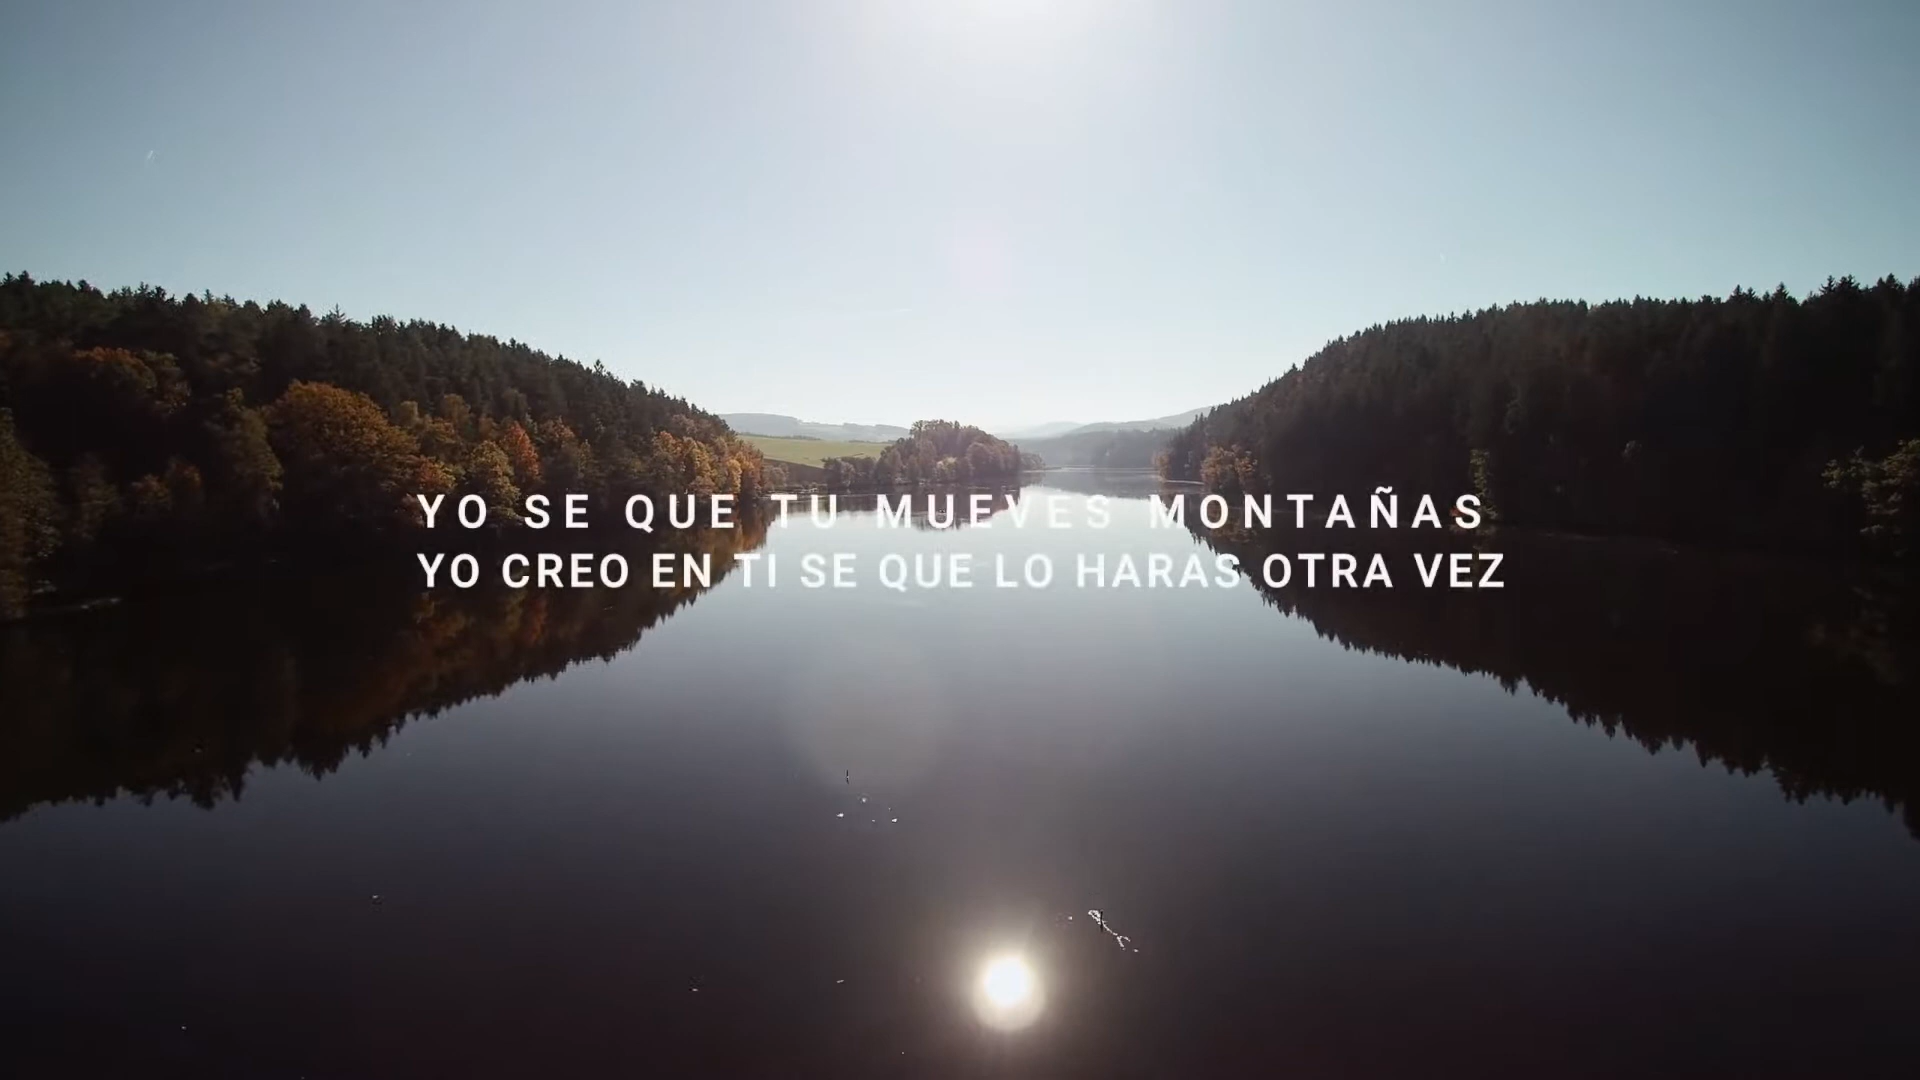 YO SE QUE TU MUEVES MONTAÑAS
YO CREO EN TI SE QUE LO HARAS OTRA VEZ